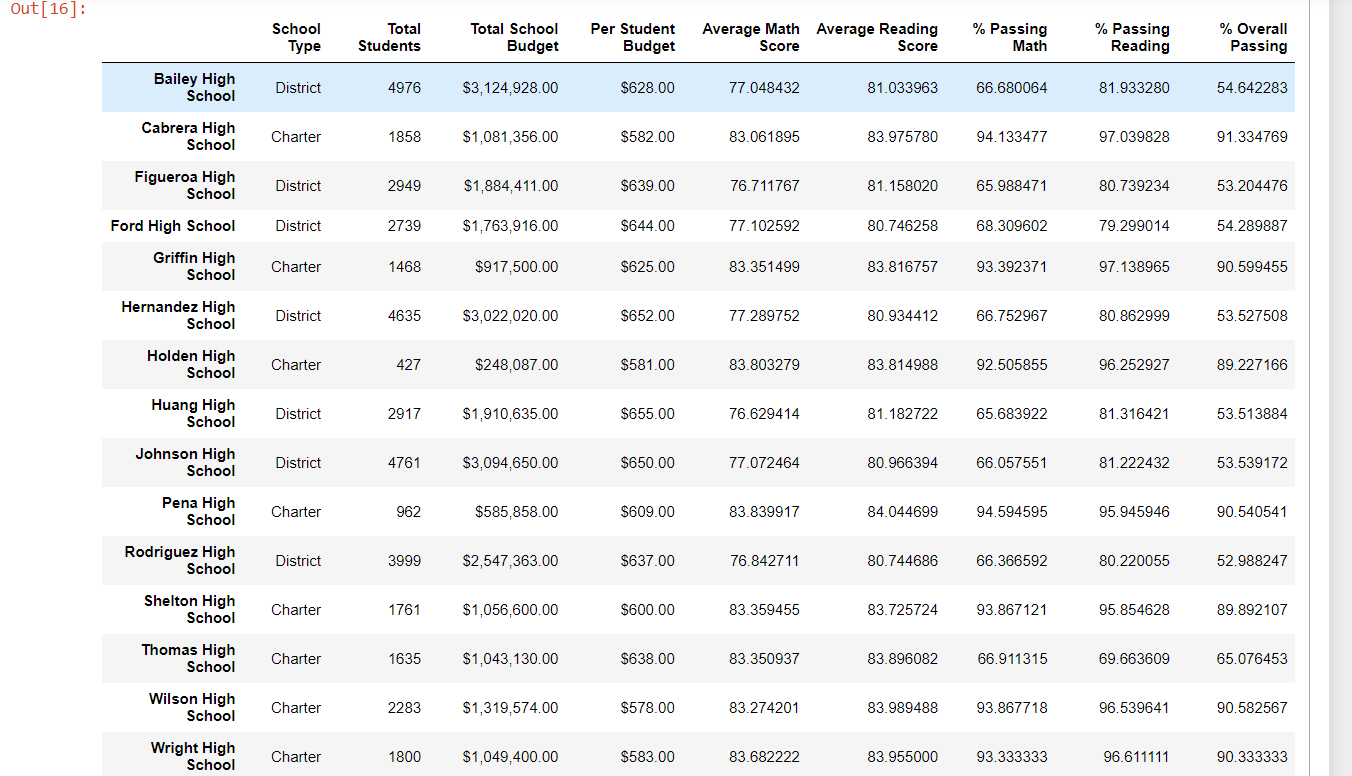 Out[16]:
School Total Total School Per Student Average Math Average Reading % Passing % Passing % Overall
Type Students Budget Budget Score Score Math Reading Passing
Bailey High
School District 4976 $3,124,928.00 $628.00 77.048432 81.033963 66.680064 81.933280 54.642283
Cabrera High
School Charter 1858 $1,081,356.00 $582.00 83.061895 83.975780 94.133477 97.039828 91.334769
Figueroa High
School District 2949 $1,884,411.00 $639.00 76.711767 81.158020 65.988471 80.739234 53.204476
Ford High School District 2739 $1,763,916.00 $644.00 77.102592 80.746258 68.309602 79.299014 54.289887
Griffin High
School Charter 1468 $917,500.00 $625.00 83.351499 83.816757 93.392371 97.138965 90.599455
Hernandez High
School District 4635 $3,022,020.00 $652.00 77.289752 80.934412 66.752967 80.862999 53.527508
Holden High
School Charter 427 $248,087.00 $581.00 83.803279 83.814988 92.505855 96.252927 89.227166
Huang High
School District 2917 $1,910,635.00 $655.00 76.629414 81.182722 65.683922 81.316421 53.513884
Johnson High
School District 4761 $3,094,650.00 $650.00 77.072464 80.966394 66.057551 81.222432 53.539172
Pena High
School Charter 962 $585,858.00 $609.00 83.839917 84.044699 94.594595 95.945946 90.540541
Rodriguez High
School District 3999 $2,547,363.00 $637.00 76.842711 80.744686 66.366592 80.220055 52.988247
Shelton High
School Charter 1761 $1,056,600.00 $600.00 83.359455 83.725724 93.867121 95.854628 89.892107
Thomas High
School Charter 1635 $1,043,130.00 $638.00 83.350937 83.896082 66.911315 69.663609 65.076453
Wilson High
School Charter 2283 $1,319,574.00 $578.00 83.274201 83.989488 93.867718 96.539641 90.582567
Wright High
School Charter 1800 $1,049,400.00 $583.00 83.682222 83.955000 93.333333 96.611111 90.333333